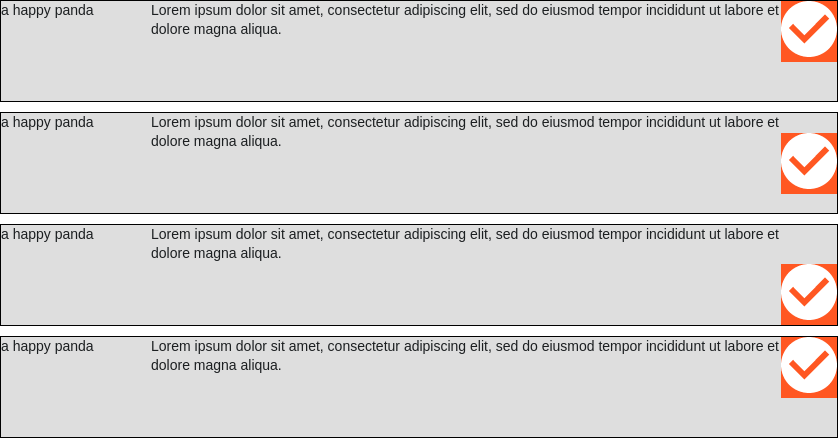 a happy panda
Lorem ipsum dolor sit amet, consectetur adipiscing elit, sed do eiusmod tempor incididunt ut labore et
dolore magna aliqua.
a happy panda
Lorem ipsum dolor sit amet, consectetur adipiscing elit, sed do eiusmod tempor incididunt ut labore et
dolore magna aliqua.
a happy panda
Lorem ipsum dolor sit amet, consectetur adipiscing elit, sed do eiusmod tempor incididunt ut labore et
dolore magna aliqua.
a happy panda
Lorem ipsum dolor sit amet, consectetur adipiscing elit, sed do eiusmod tempor incididunt ut labore et
dolore magna aliqua.